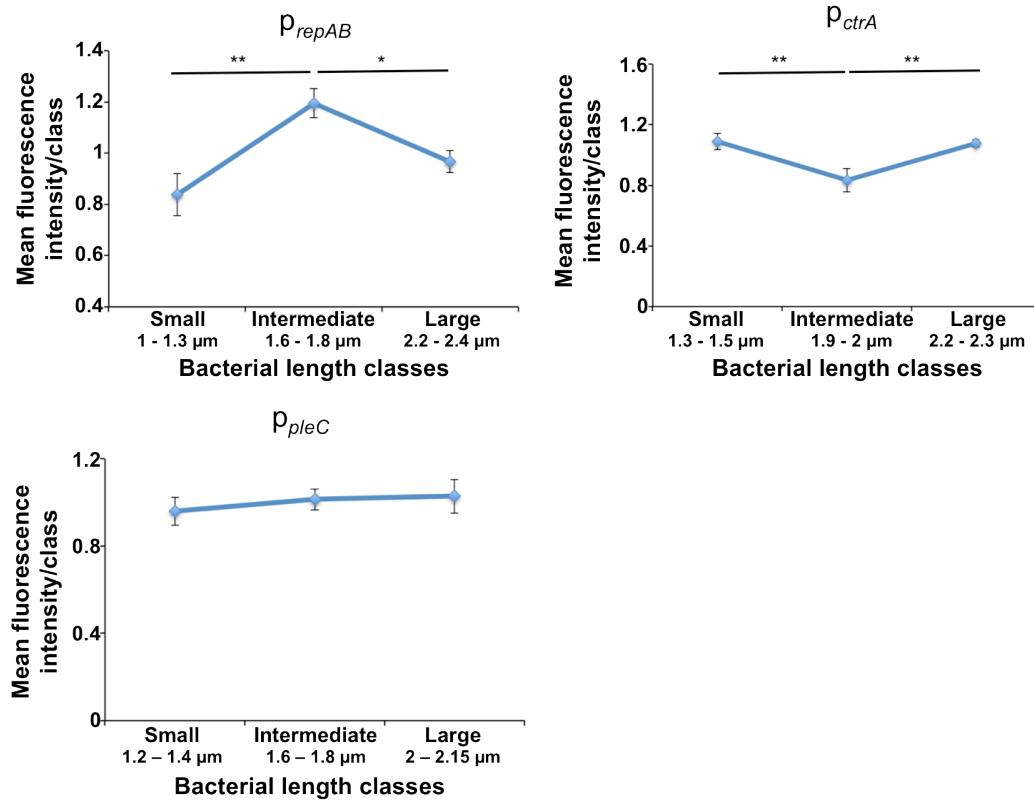 p repAB
1.4
1.2
1
0.8
0.6
0.4
** *
Mean fluorescence
intensity/class
Small Intermediate Large
1 - 1.3 µm 1.6 - 1.8 µm 2.2 - 2.4 µm
Bacterial length classes
p ctrA
1.6
1.2
0.8
0.4
0
** **
Mean fluorescence
intensity/class
Small Intermediate Large
1.3 - 1.5 µm 1.9 - 2 µm 2.2 - 2.3 µm
Bacterial length classes
p pleC
1.2
0.8
0.4
0
Mean fluorescence
intensity/class
Small Intermediate Large
1.2 – 1.4 µm 1.6 – 1.8 µm 2 – 2.15 µm
Bacterial length classes